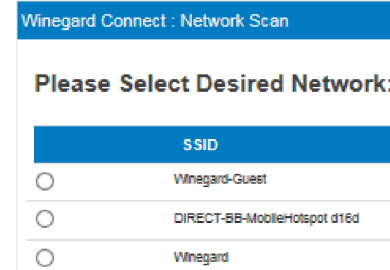 Winegard Connect : Network Scan
Please Select Desired Network:
SSID
Winegard-Guest
DIRECT-BB-MobileHotspot d16d
Winegard